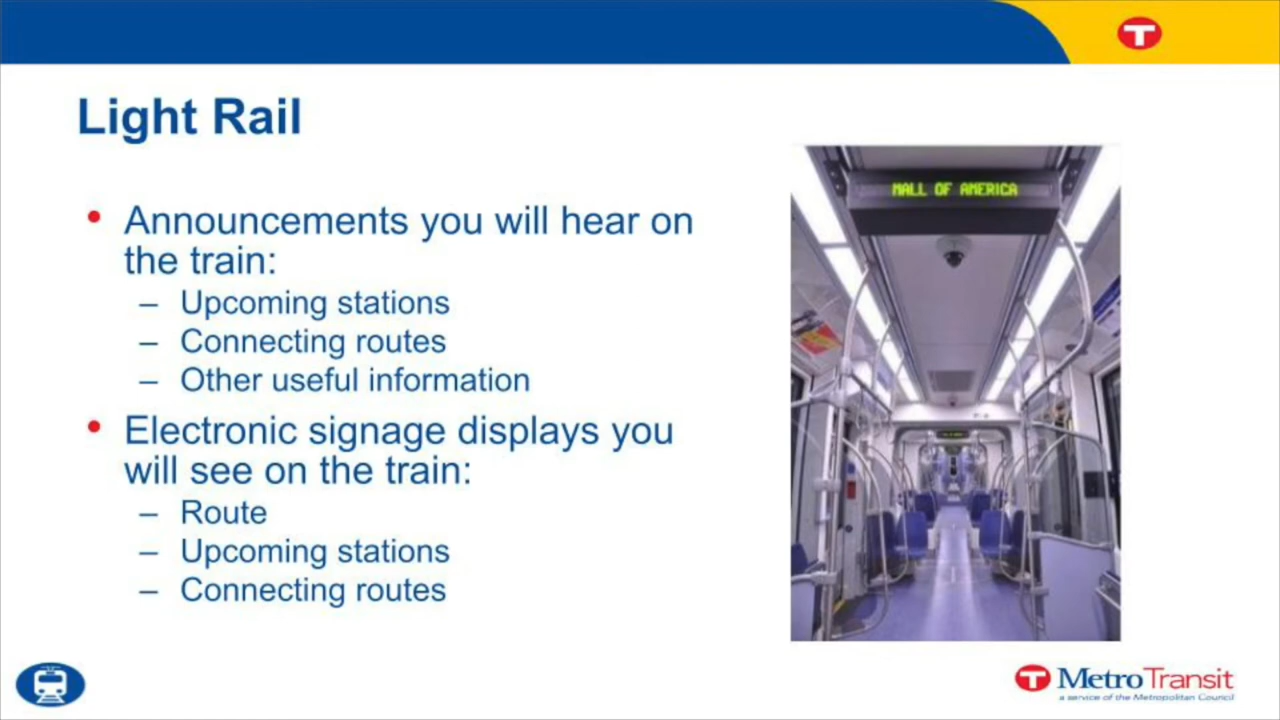 Light Rail
• Announcements you will hear on
the train:
– Upcoming stations
– Connecting routes
– Other useful information
• Electronic signage displays you
will see on the train:
– Route
– Upcoming stations
– Connecting routes
MALL OF AMERICA
T
T MetroTransit
a service of the Metropolitan Council